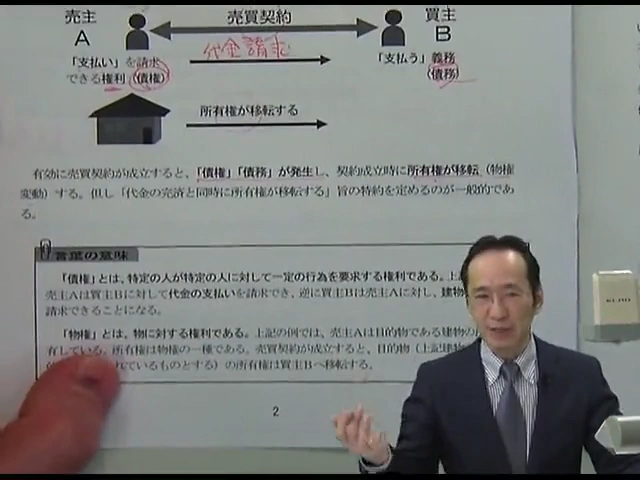 売主 売買契約 買主
A B
「支払い」を請求 代金請求 「支払う」義務
できる権利(債権) (債務)
所有権が移転する
有効に売買契約が成立すると、「債権」「債務」が発生し、契約成立時に所有権が移転(物権
変動)する。但し「代金の完済と同時に所有権が移転する」旨の特約を定めるのが一般的であ
る。
言葉の意味
「債権」とは、特定の人が特定の人に対して一定の行為を要求する権利である。上
売主Aは買主Bに対して代金の支払いを請求でき、逆に買主Bは売主Aに対し、建物
請求できることになる。
「物権」とは、物に対する権利である。上記の例では、売主Aは目的物である建物の
有している。所有権は物権の一種である。売買契約が成立すると、目的物(上記建物
れているものとする)の所有権は買主Bへ移転する。
2